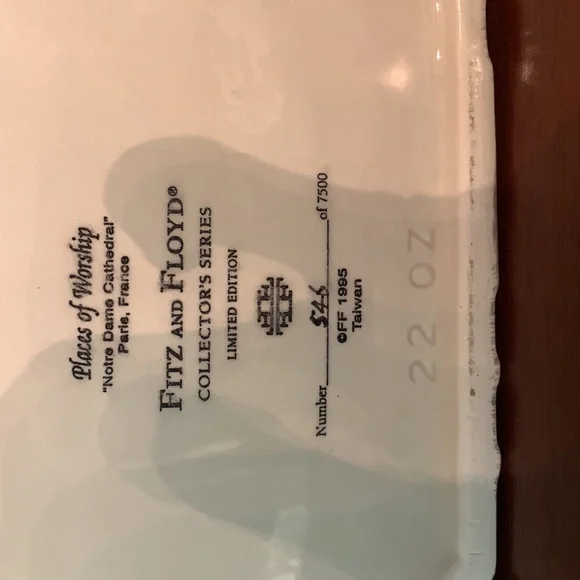 Places of Worship
"Notre Dame Cathedral"
Paris, France
FITZ AND FLOYD®
COLLECTOR'S SERIES
LIMITED EDITION
Number 546 of 7500
©FF 1995
Taiwan
22 OZ